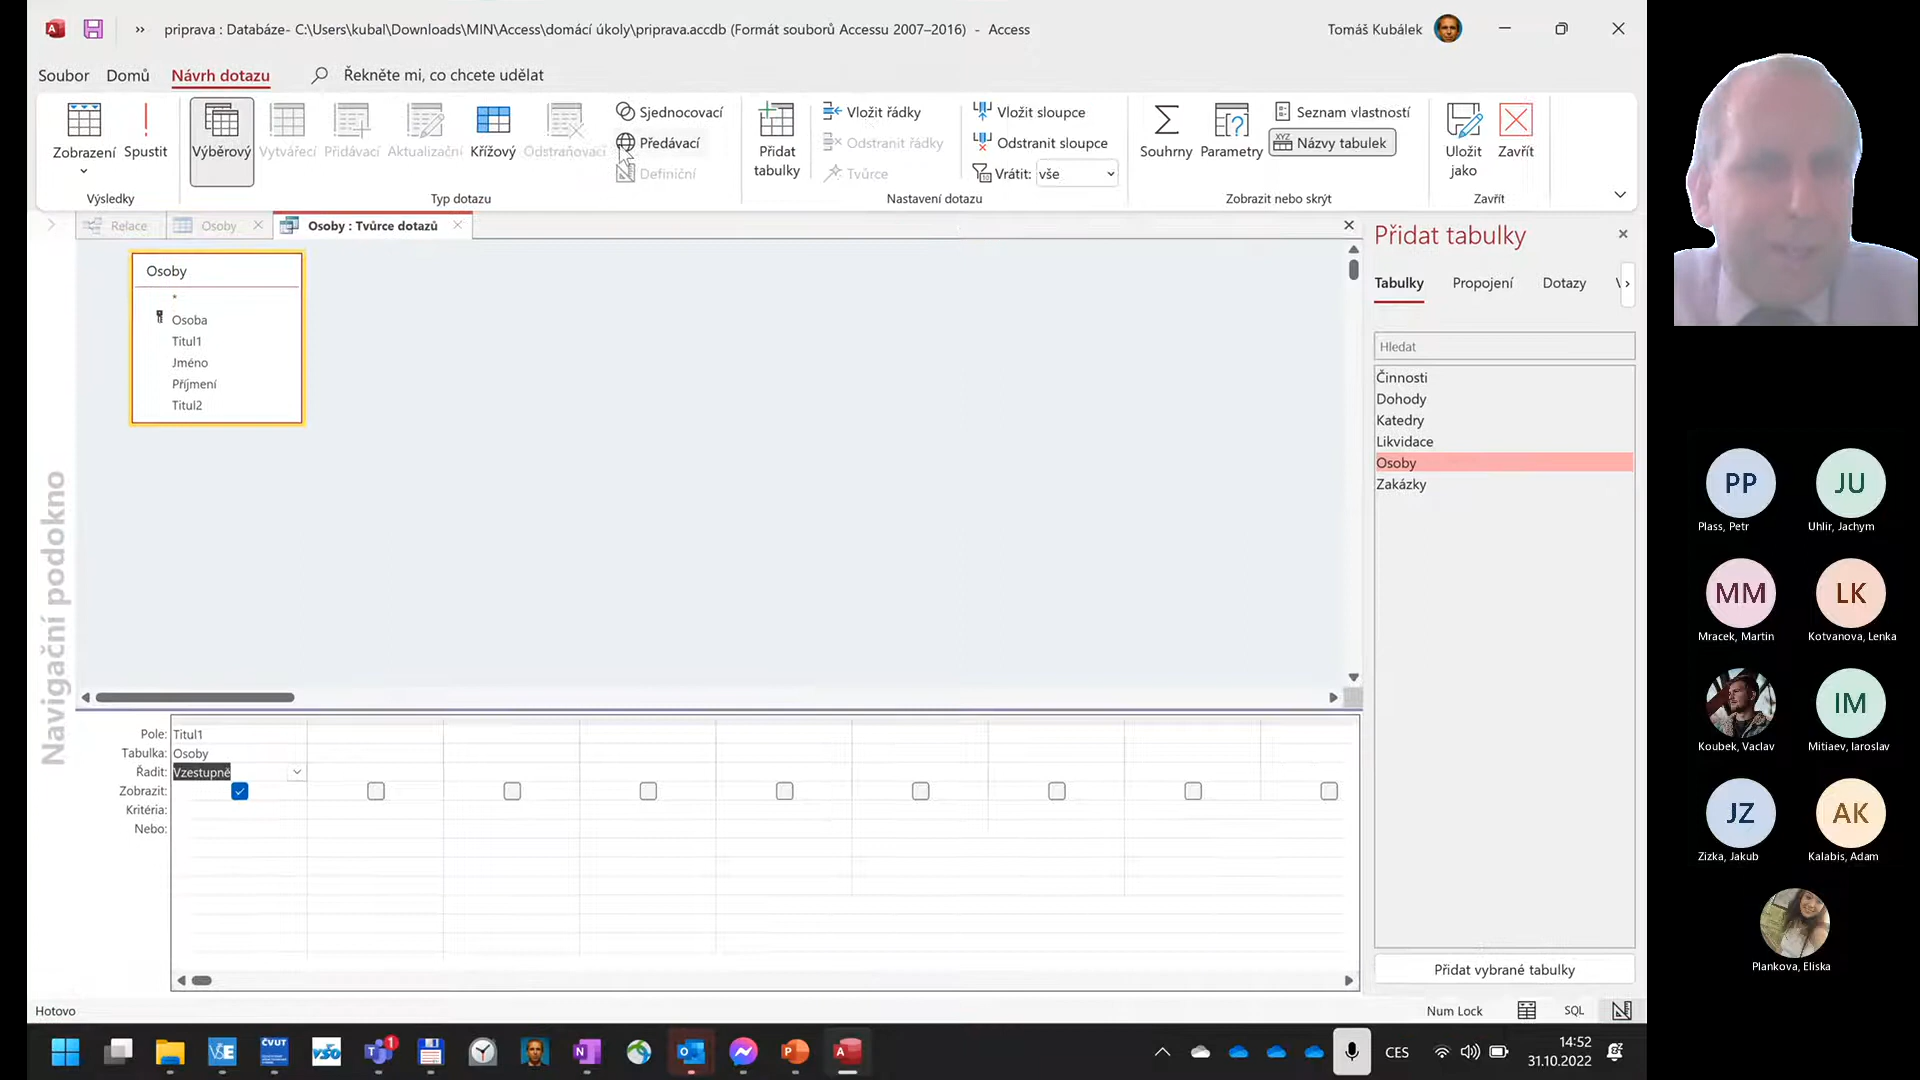 priprava : Databáze- C:\Users\kubal\Downloads\MIN\Access\domácí úkoly\priprava.accdb (Formát souborů Accessu 2007–2016) - Access
Tomáš Kubálek
Soubor
Domů
Návrh dotazu
Řekněte mi, co chcete udělat
Zobrazení
Spustit
Výběrový
Vytvářecí
Přidávací
Aktualizační
Křížový
Odstraňovací
Sjednocovací
Předávací
Definiční
Přidat tabulky
Vložit řádky
Odstranit řádky
Tvůrce
Vložit sloupce
Odstranit sloupce
Vrátit: vše
Souhrny
Parametry
Seznam vlastností
XYZ Názvy tabulek
Uložit jako
Zavřít
Výsledky
Typ dotazu
Nastavení dotazu
Zobrazit nebo skrýt
Zavřít
Relace
Osoby
Osoby : Tvůrce dotazů
Navigační podokno
Osoby
*
Osoba
Titul1
Jméno
Příjmení
Titul2
Přidat tabulky
Tabulky
Propojení
Dotazy
Hledat
Činnosti
Dohody
Katedry
Likvidace
Osoby
Zakázky
Přidat vybrané tabulky
Pole: Titul1
Tabulka: Osoby
Řadit: Vzestupně
Zobrazit:
Kritéria:
Nebo:
Hotovo
Num Lock
SQL
PP
Plass, Petr
JU
Uhlir, Jachym
MM
Mracek, Martin
LK
Kotvanova, Lenka
Koubek, Vaclav
IM
Mitiaev, Iaroslav
JZ
Zizka, Jakub
AK
Kalabis, Adam
Plankova, Eliska
VŠE
ČVUT
všo
1
CES
14:52
31.10.2022